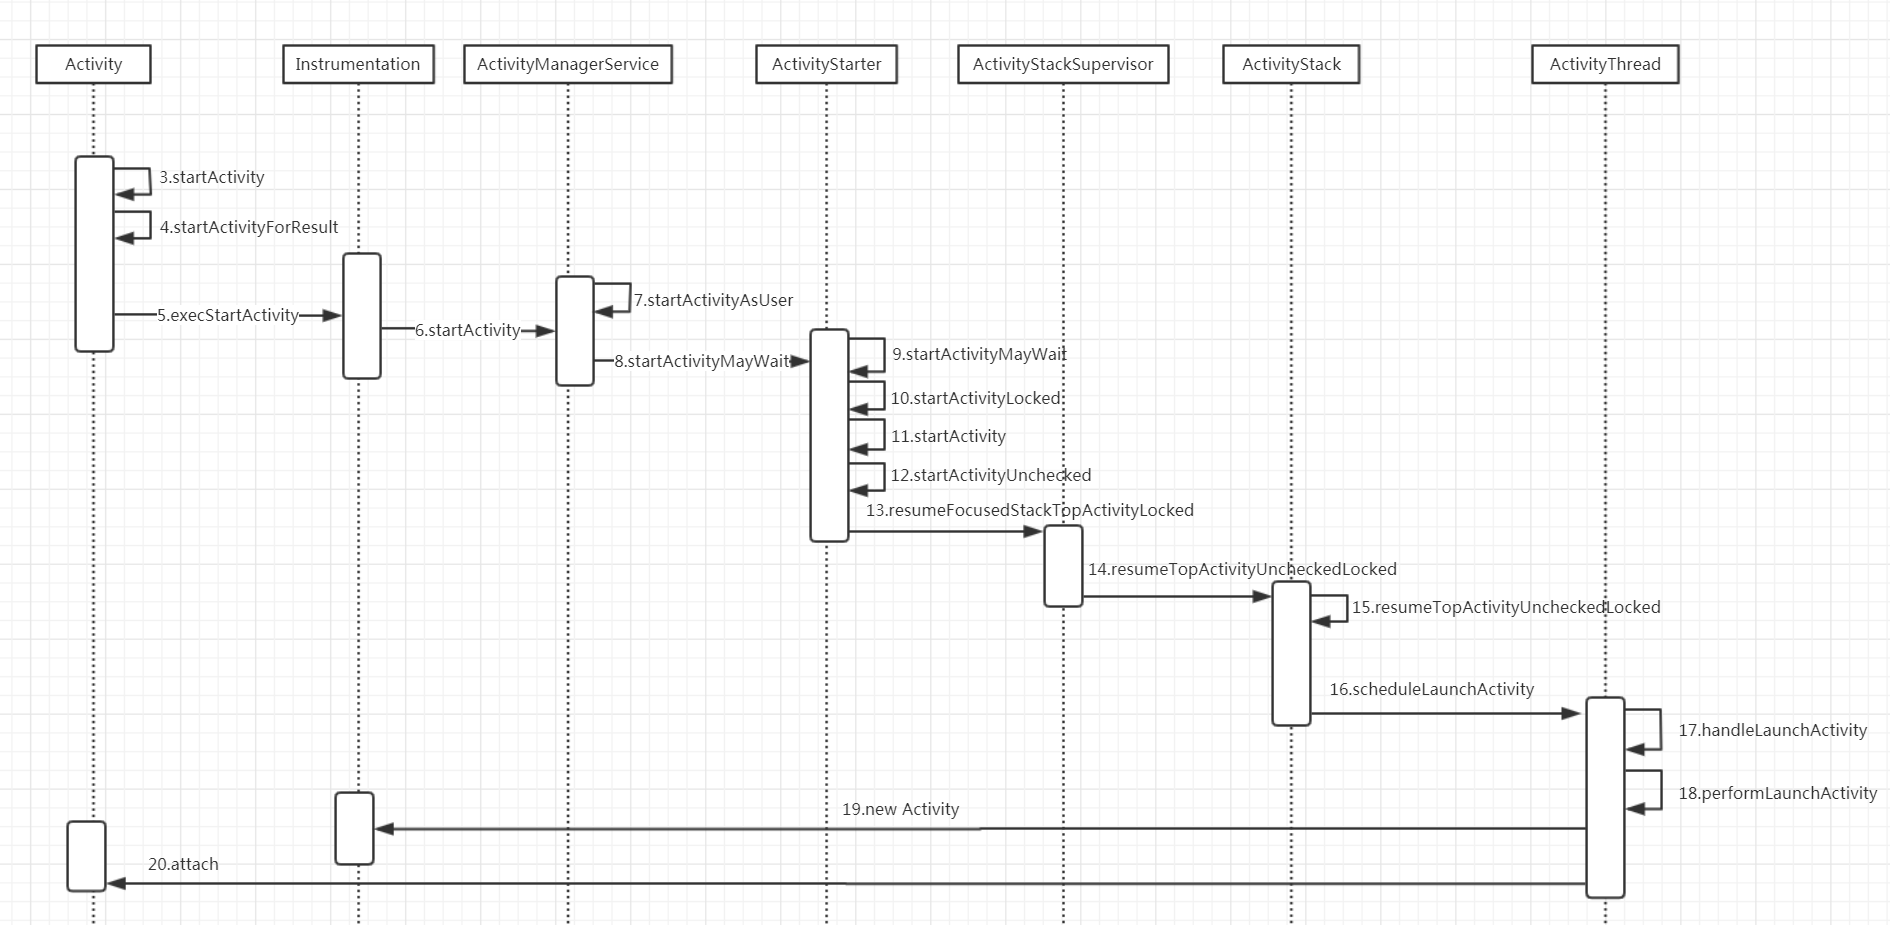 Activity
Instrumentation
ActivityManagerService
ActivityStarter
ActivityStackSupervisor
ActivityStack
ActivityThread
3.startActivity
4.startActivityForResult
5.execStartActivity
6.startActivity
7.startActivityAsUser
8.startActivityMayWait
9.startActivityMayWait
10.startActivityLocked
11.startActivity
12.startActivityUnchecked
13.resumeFocusedStackTopActivityLocked
14.resumeTopActivityUncheckedLocked
15.resumeTopActivityUncheckedLocked
16.scheduleLaunchActivity
17.handleLaunchActivity
18.performLaunchActivity
19.new Activity
20.attach